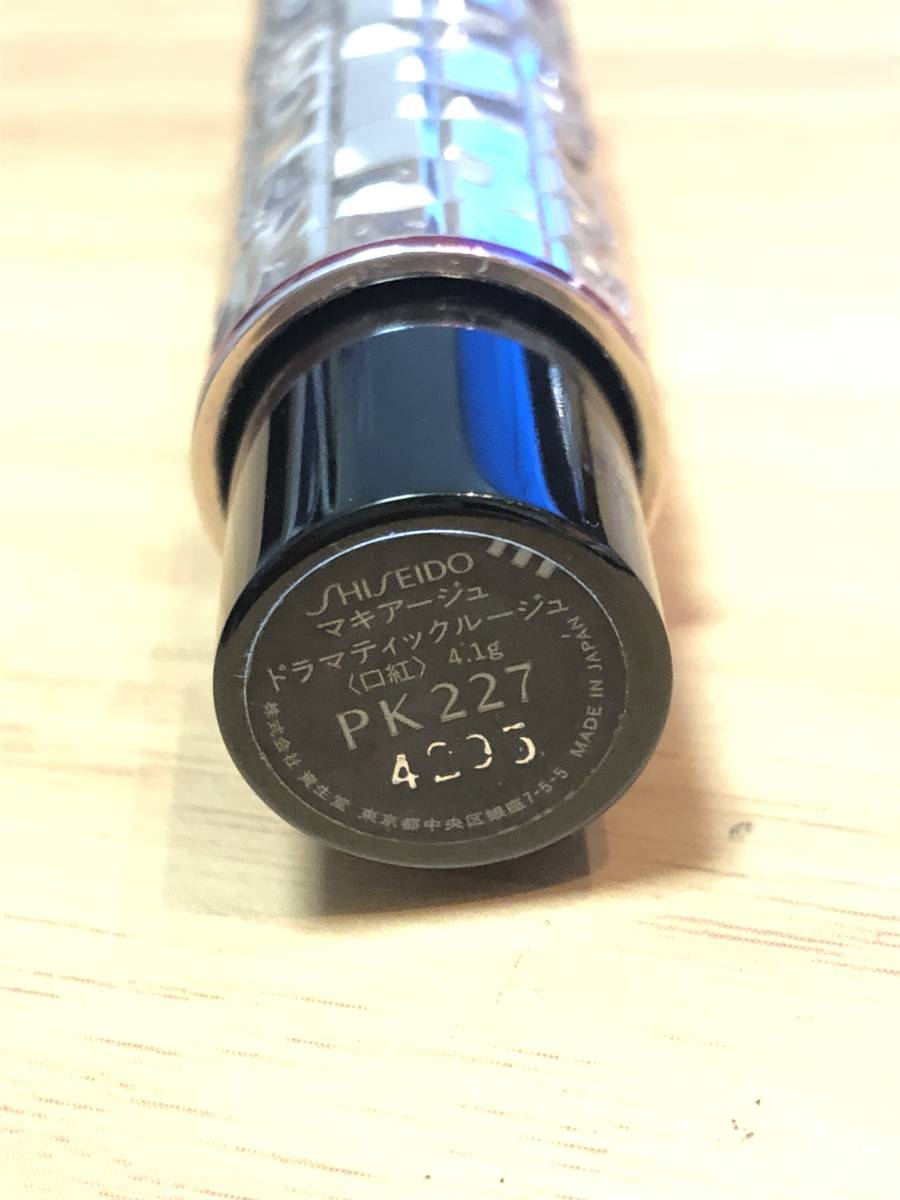 SHISEIDO
マキアージュ
ドラマティックルージュ
〈口紅〉 4.1g
PK227
株式会社 資生堂 東京都中央区銀座7-5-5 MADE IN JAPAN